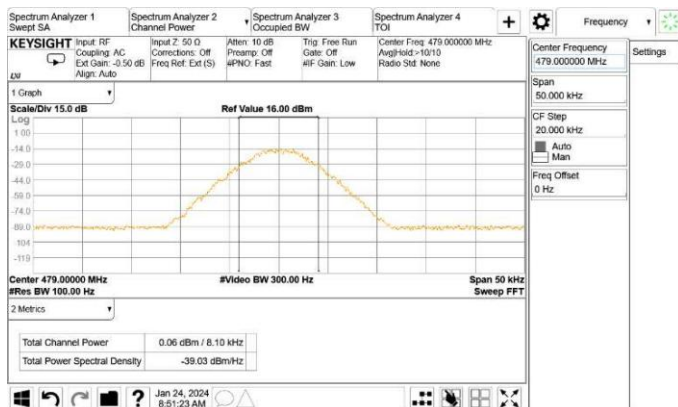 Spectrum Analyzer 1
Swept SA
Spectrum Analyzer 2
Channel Power
Spectrum Analyzer 3
Occupied BW
Spectrum Analyzer 4
TOI
Frequency
KEYSIGHT
Input: RF
Coupling: AC
Ext Gain: -0.50 dB
Align: Auto
Input Z: 50 Ω
Corrections: Off
Freq Ref: Ext (S)
Atten: 10 dB
Preamp: Off
#PNO: Fast
Trig: Free Run
Gate: Off
#IF Gain: Low
Center Freq: 479.000000 MHz
Avg|Hold:>10/10
Radio Std: None
Center Frequency
479.000000 MHz
Settings
Span
50.000 kHz
CF Step
20.000 kHz
Auto
Man
Freq Offset
0 Hz
1 Graph
Scale/Div 15.0 dB
Ref Value 16.00 dBm
Log
1.00
-14.0
-29.0
-44.0
-59.0
-74.0
-89.0
-104
-119
Center 479.00000 MHz
#Video BW 300.00 Hz
Span 50 kHz
#Res BW 100.00 Hz
Sweep FFT
2 Metrics
Total Channel Power
0.06 dBm / 8.10 kHz
Total Power Spectral Density
-39.03 dBm/Hz
?
Jan 24, 2024
8:51:23 AM